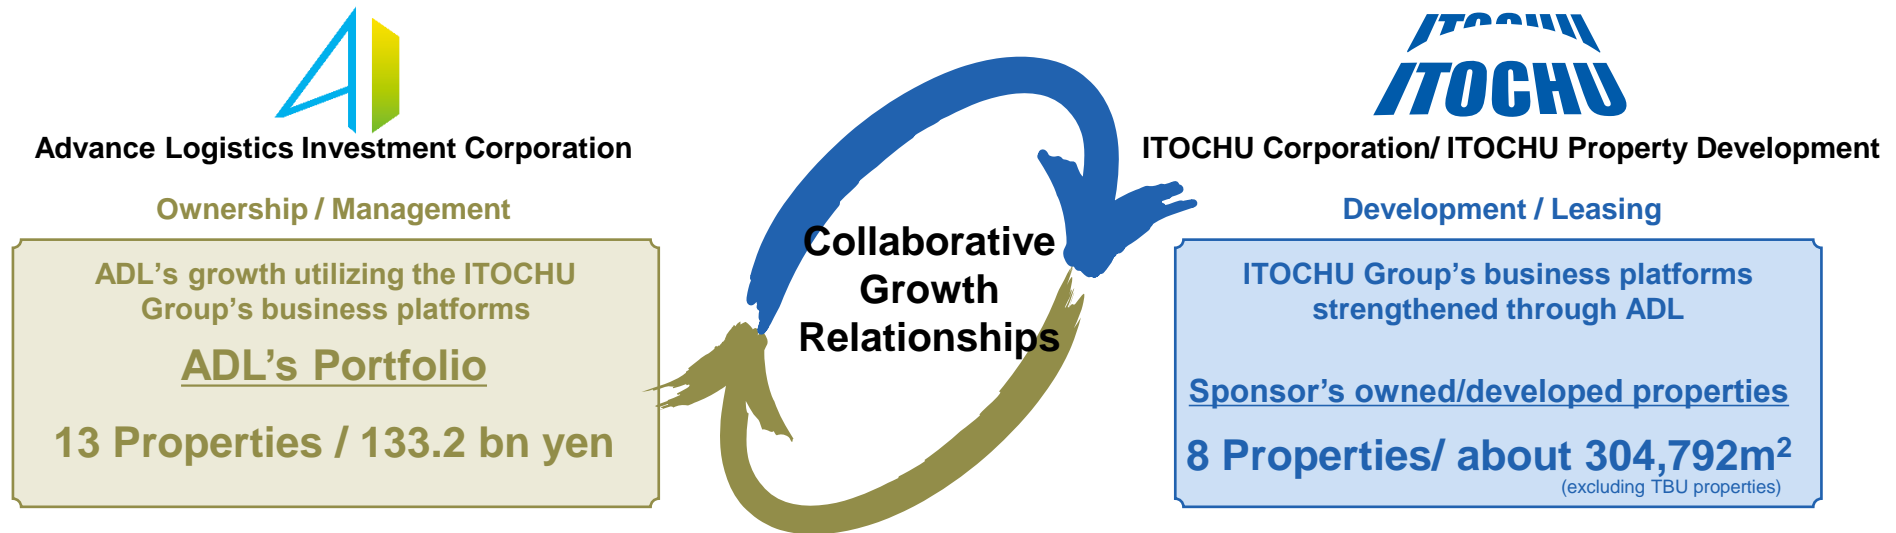 Advance Logistics Investment Corporation
Ownership / Management
ADL’s growth utilizing the ITOCHU
Group’s business platforms
ADL’s Portfolio
13 Properties / 133.2 bn yen
Collaborative
Growth
Relationships
ITOCHU
ITOCHU
ITOCHU Corporation/ ITOCHU Property Development
Development / Leasing
ITOCHU Group’s business platforms
strengthened through ADL
Sponsor’s owned/developed properties
8 Properties/ about 304,792m²
(excluding TBU properties)